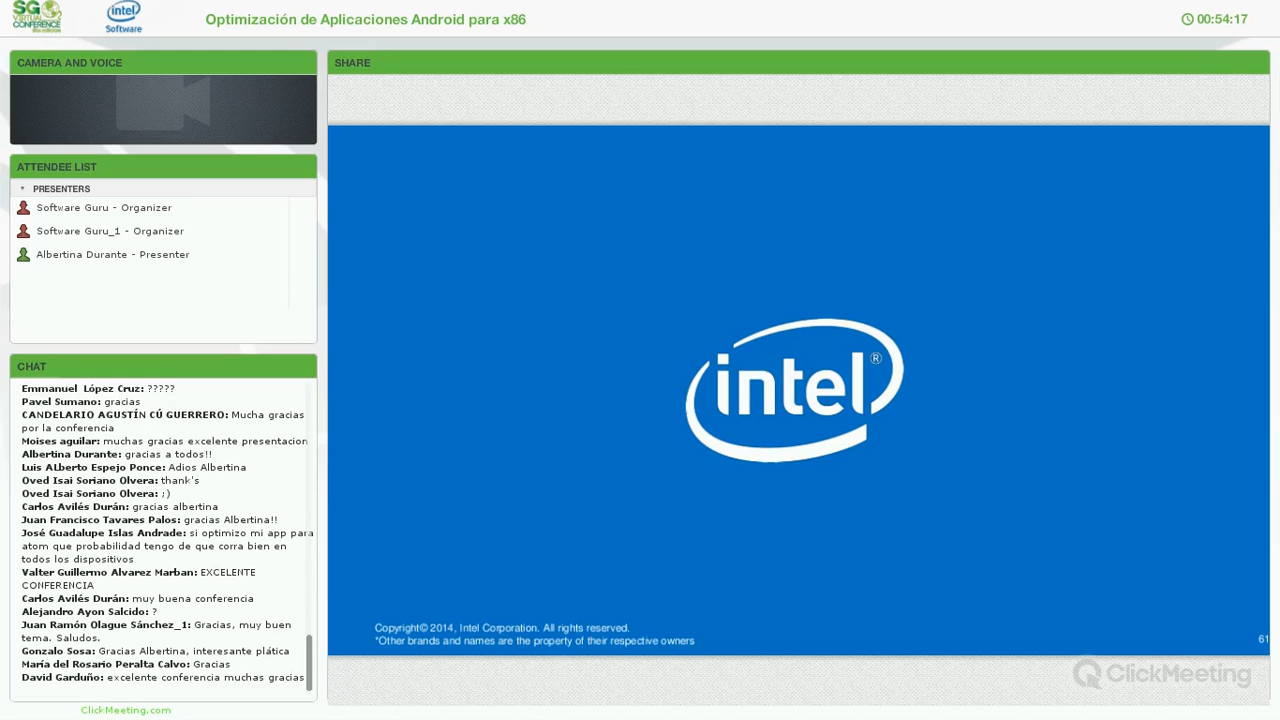 SG
VIRTUAL
CONFERENCE
intel
Software
Optimización de Aplicaciones Android para x86
00:54:17
CAMERA AND VOICE
ATTENDEE LIST
PRESENTERS
Software Guru - Organizer
Software Guru_1 - Organizer
Albertina Durante - Presenter
CHAT
Emmanuel López Cruz: ?????
Pavel Sumano: gracias
CANDELARIO AGUSTÍN CÚ GUERRERO: Mucha gracias
por la conferencia
Moises aguilar: muchas gracias excelente presentacion
Albertina Durante: gracias a todos!!
Luis ALberto Espejo Ponce: Adios Albertina
Oved Isai Soriano Olvera: thank's
Oved Isai Soriano Olvera: ;)
Carlos Avilés Durán: gracias albertina
Juan Francisco Tavares Palos: gracias Albertina!!
José Guadalupe Islas Andrade: si optimizo mi app para
atom que probabilidad tengo de que corra bien en
todos los dispositivos
Valter Guillermo Alvarez Marban: EXCELENTE
CONFERENCIA
Carlos Avilés Durán: muy buena conferencia
Alejandro Ayon Salcido: ?
Juan Ramón Olague Sánchez_1: Gracias, muy buen
tema. Saludos.
Gonzalo Sosa: Gracias Albertina, interesante plática
María del Rosario Peralta Calvo: Gracias
David Garduño: excelente conferencia muchas gracias
ClickMeeting.com
SHARE
intel®
Copyright© 2014, Intel Corporation. All rights reserved.
*Other brands and names are the property of their respective owners
61
ClickMeeting